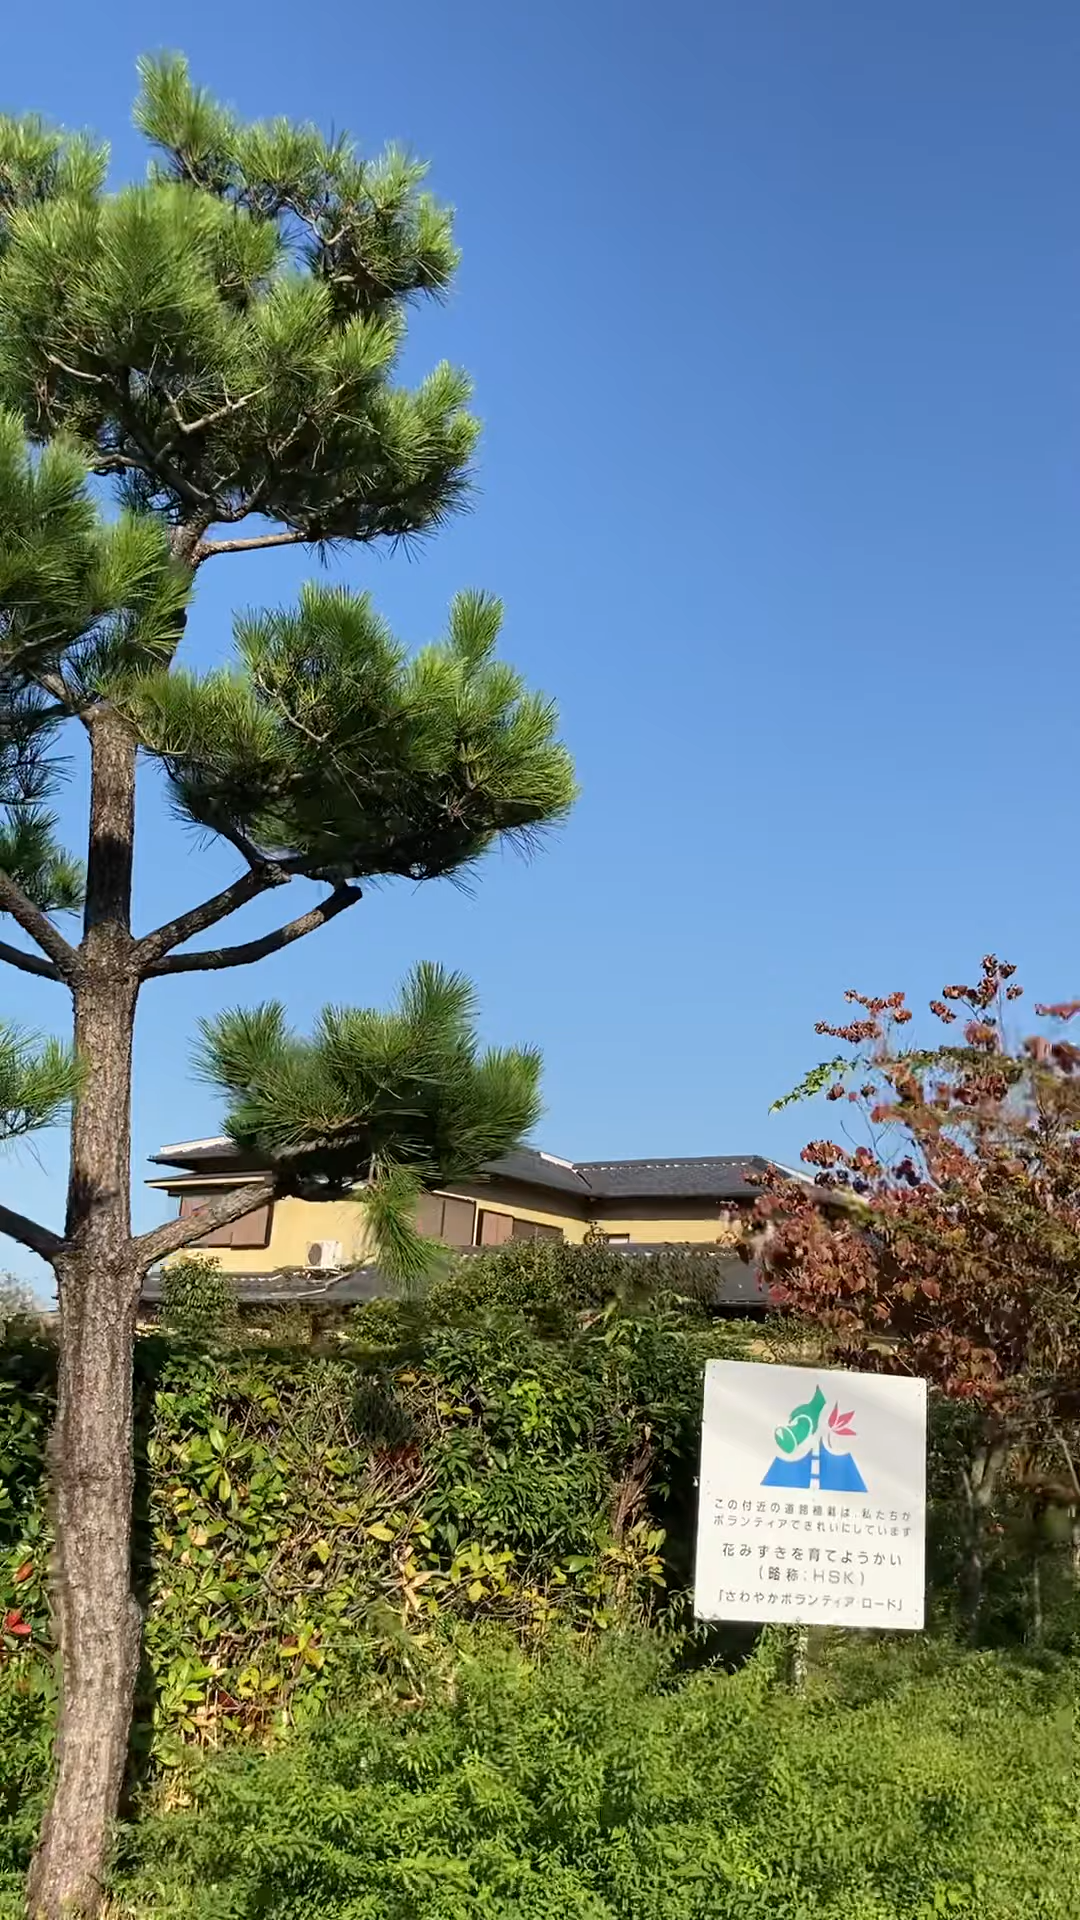 この付近の道路植栽は、私たちが
ボランティアできれいにしています
花みずきを育てようかい
(略称:HSK)
「さわやかボランティア・ロード」